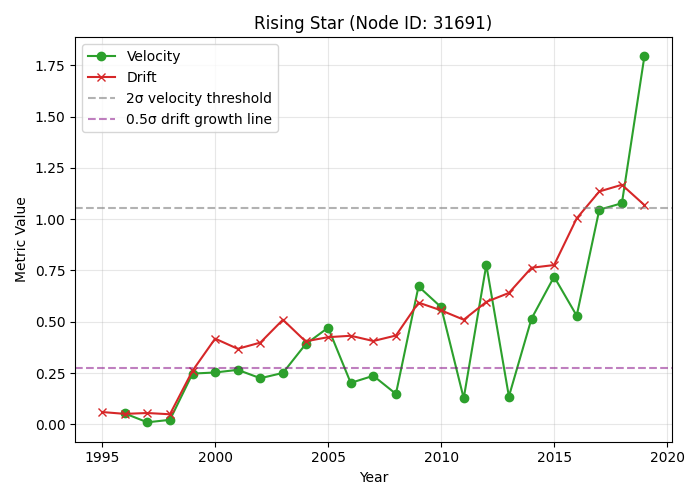 Rising Star (Node ID: 31691)
Velocity
Drift
2σ velocity threshold
0.5σ drift growth line
Metric Value
1.75
1.50
1.25
1.00
0.75
0.50
0.25
0.00
1995 2000 2005 2010 2015 2020
Year